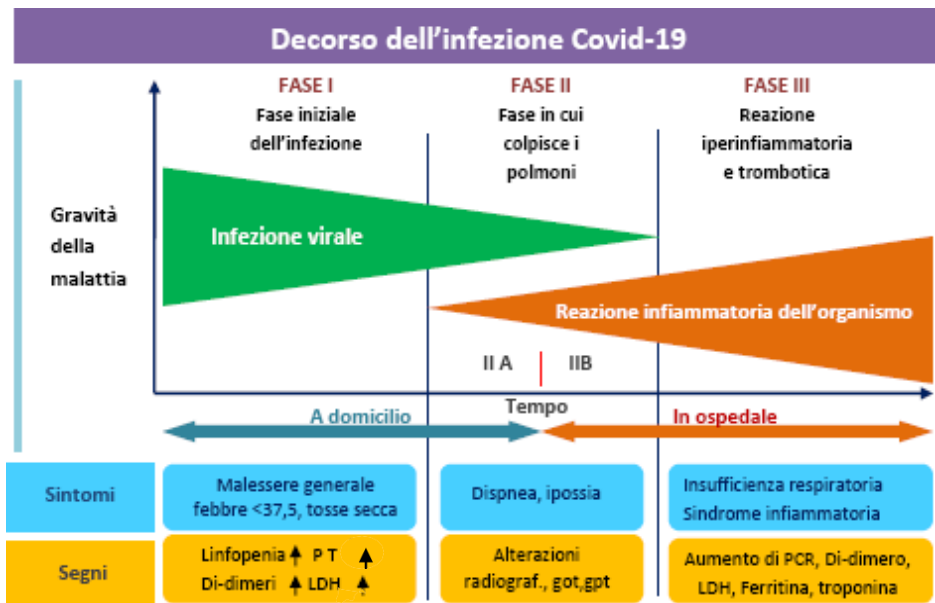 Decorso dell'infezione Covid-19
FASE I
Fase iniziale
dell'infezione
FASE II
Fase in cui
colpisce i
polmoni
FASE III
Reazione
iperinfiammatoria
e trombotica
Gravità
della
malattia
Infezione virale
Reazione infiammatoria dell'organismo
II A
IIB
Tempo
A domicilio
In ospedale
Sintomi
Malessere generale
febbre <37,5, tosse secca
Dispnea, ipossia
Insufficienza respiratoria
Sindrome infiammatoria
Segni
Linfopenia P T
Di-dimeri LDH
Alterazioni
radiograf., got,gpt
Aumento di PCR, Di-dimero,
LDH, Ferritina, troponina